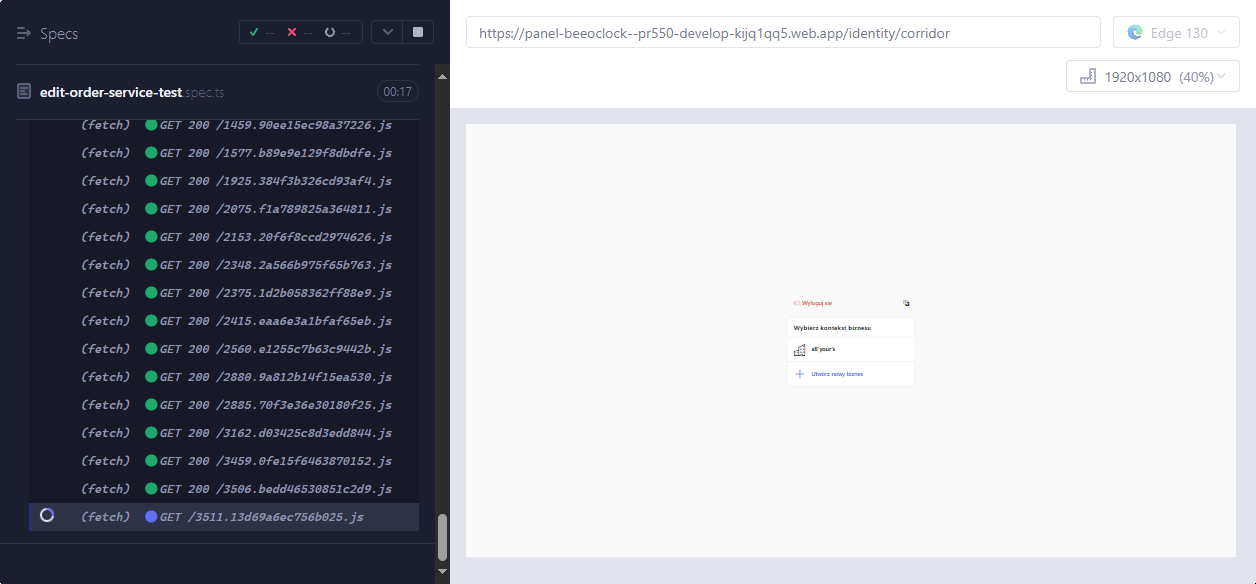 Specs
--
--
--
edit-order-service-test.spec.ts
00:17
(fetch) GET 200 /1459.90ee15ec98a37226.js
(fetch) GET 200 /1577.b89e9e129f8dbdfe.js
(fetch) GET 200 /1925.384f3b326cd93af4.js
(fetch) GET 200 /2075.f1a789825a364811.js
(fetch) GET 200 /2153.20f6f8ccd2974626.js
(fetch) GET 200 /2348.2a566b975f65b763.js
(fetch) GET 200 /2375.1d2b058362ff88e9.js
(fetch) GET 200 /2415.eaa6e3a1bfaf65eb.js
(fetch) GET 200 /2560.e1255c7b63c9442b.js
(fetch) GET 200 /2880.9a812b14f15ea530.js
(fetch) GET 200 /2885.70f3e36e30180f25.js
(fetch) GET 200 /3162.d03425c8d3edd844.js
(fetch) GET 200 /3459.0fe15f6463870152.js
(fetch) GET 200 /3506.bedd46530851c2d9.js
(fetch) GET /3511.13d69a6ec756b025.js
https://panel-beeoclock--pr550-develop-kijq1qq5.web.app/identity/corridor
Edge 130
1920x1080 (40%)
Wyloguj sie
Wybierz kontekst biznesu
all'your's
Utwórz nowy biznes